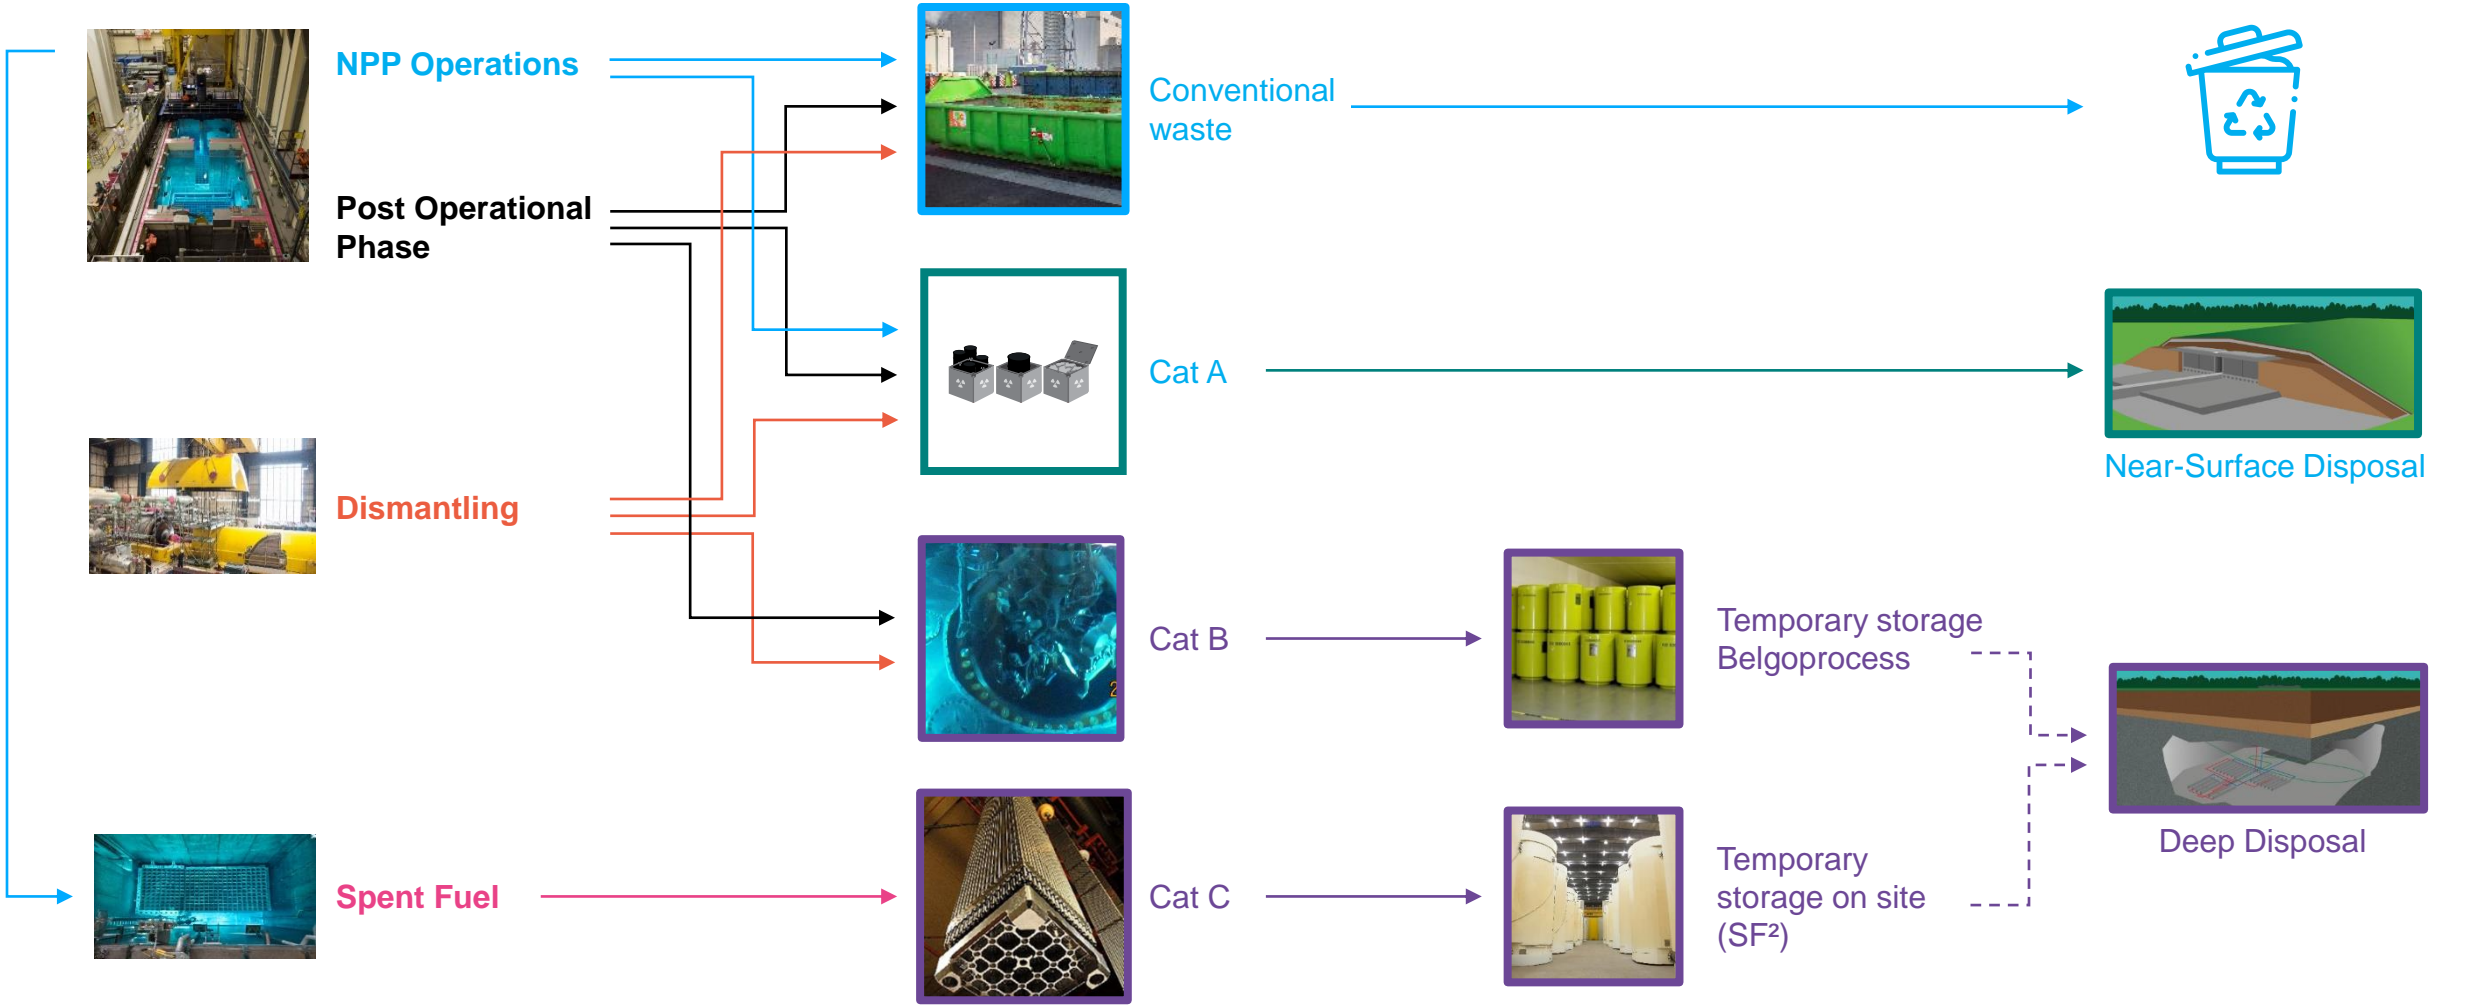 NPP Operations
Conventional
waste
Post Operational
Phase
Cat A
Near-Surface Disposal
Dismantling
Cat B
Temporary storage
Belgoprocess
Deep Disposal
Spent Fuel
Cat C
Temporary
storage on site
(SF²)